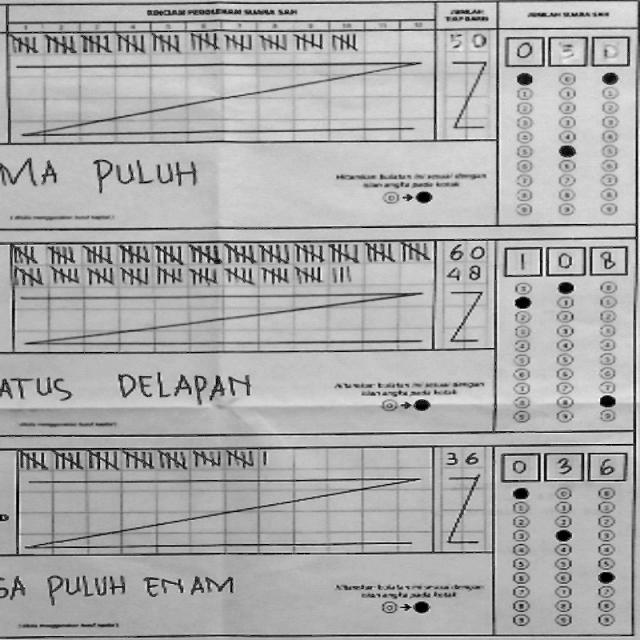 RINCIAN PEROLEHAN SUARA SAH
JUMLAH TIAP BARIS
JUMLAH SUARA SAH
1 2 3 4 5 6 7 8 9 10 11 12
50
0 5 0
MA PULUH
Hitamkan bulatan ini sesuai dengan
isian angka pada kotak
(ditulis menggunakan huruf kapital)
60
48
1 0 8
ATUS DELAPAN
Hitamkan bulatan ini sesuai dengan
isian angka pada kotak
(ditulis menggunakan huruf kapital)
36
0 3 6
GA PULUH ENAM
Hitamkan bulatan ini sesuai dengan
isian angka pada kotak
(ditulis menggunakan huruf kapital)